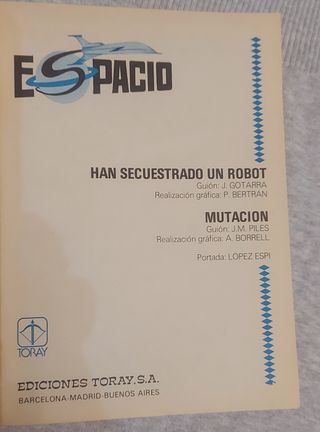 ESPACIO
HAN SECUESTRADO UN ROBOT
Guión: J. GOTARRA
Realización gráfica: P. BERTRAN
MUTACION
Guión: J.M. PILES
Realización gráfica: A. BORRELL
Portada: LOPEZ ESPI
TORAY
EDICIONES TORAY, S.A.
BARCELONA-MADRID-BUENOS AIRES